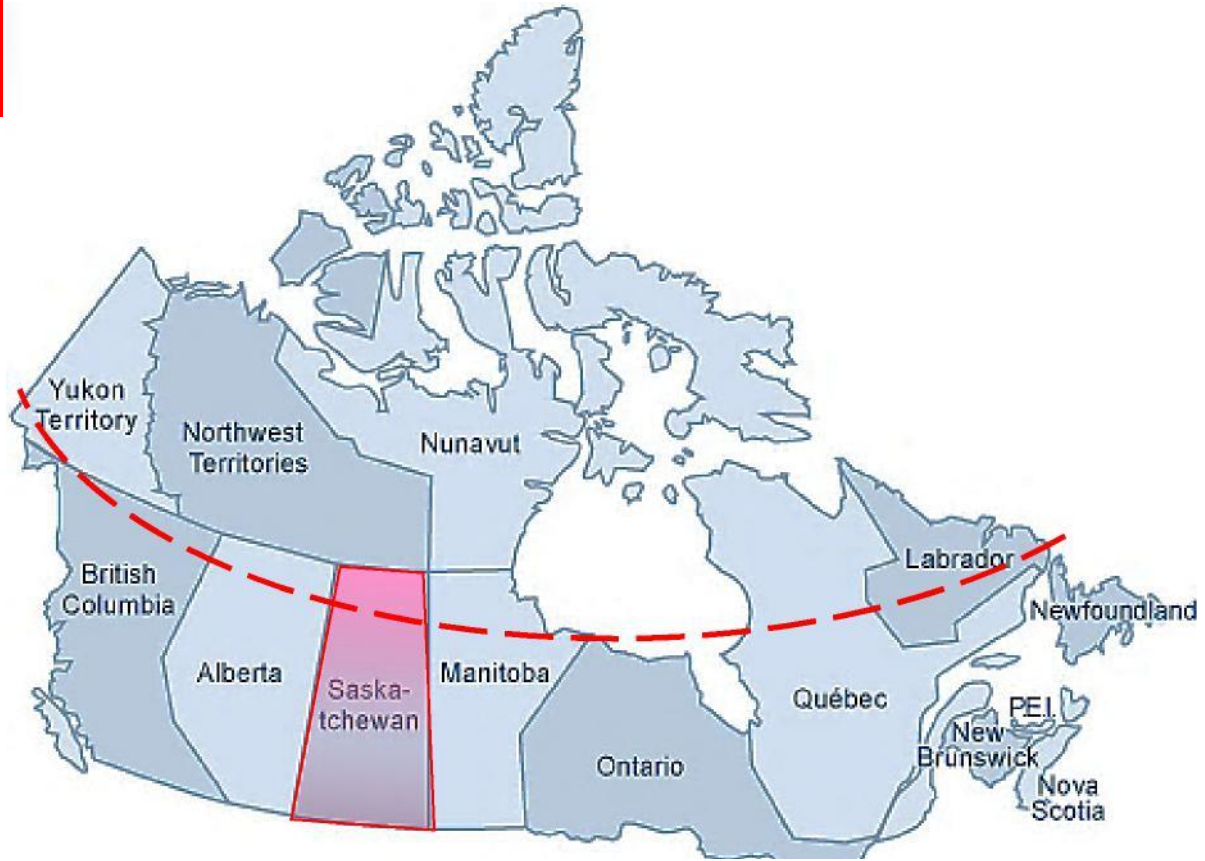 Yukon
Territory
Northwest
Territories
Nunavut
British
Columbia
Alberta
Saska-
tchewan
Manitoba
Ontario
Québec
Labrador
Newfoundland
P.E.I.
New
Brunswick
Nova
Scotia